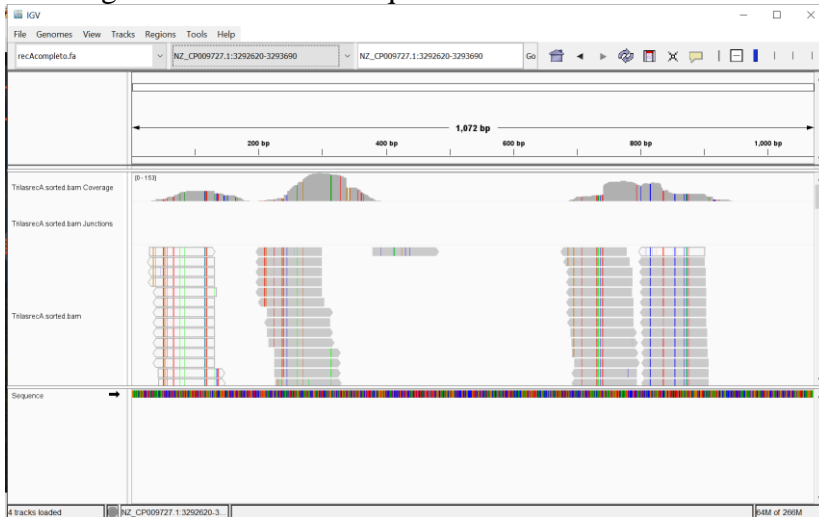 IGV
File Genomes View Tracks Regions Tools Help
recAcompleto.fa NZ_CP009727.1:3292620-3293690 NZ_CP009727.1:3292620-3293690 Go
1,072 bp
200 bp 400 bp 600 bp 800 bp 1,000 bp
[0 - 153]
TrilasrecA sorted.bam Coverage
TrilasrecA sorted.bam Junctions
TrilasrecA sorted.bam
Sequence
4 tracks loaded NZ_CP009727.1:3292620-3... 64M of 266M